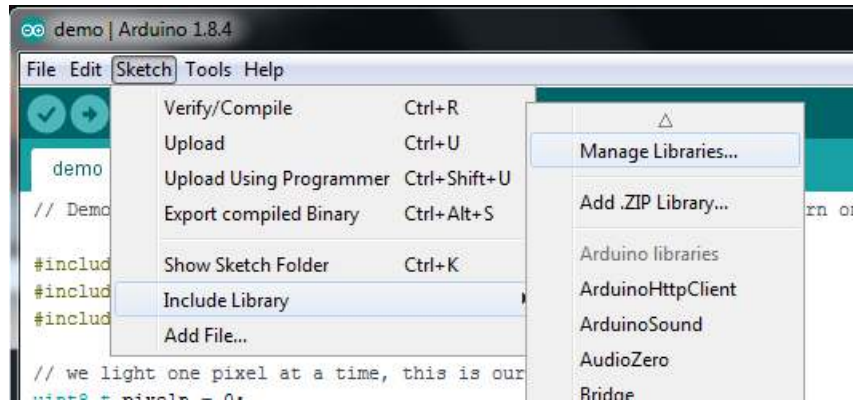 demo | Arduino 1.8.4
File Edit Sketch Tools Help
Verify/Compile Ctrl+R
Upload Ctrl+U
Upload Using Programmer Ctrl+Shift+U
Export compiled Binary Ctrl+Alt+S
Show Sketch Folder Ctrl+K
Include Library
Add File...
Manage Libraries...
Add .ZIP Library...
Arduino libraries
ArduinoHttpClient
ArduinoSound
AudioZero
Bridge
demo
// Demo
rn
#includ
#includ
#includ
// we light one pixel at a time, this is our
uint8_t pixeln = 0;